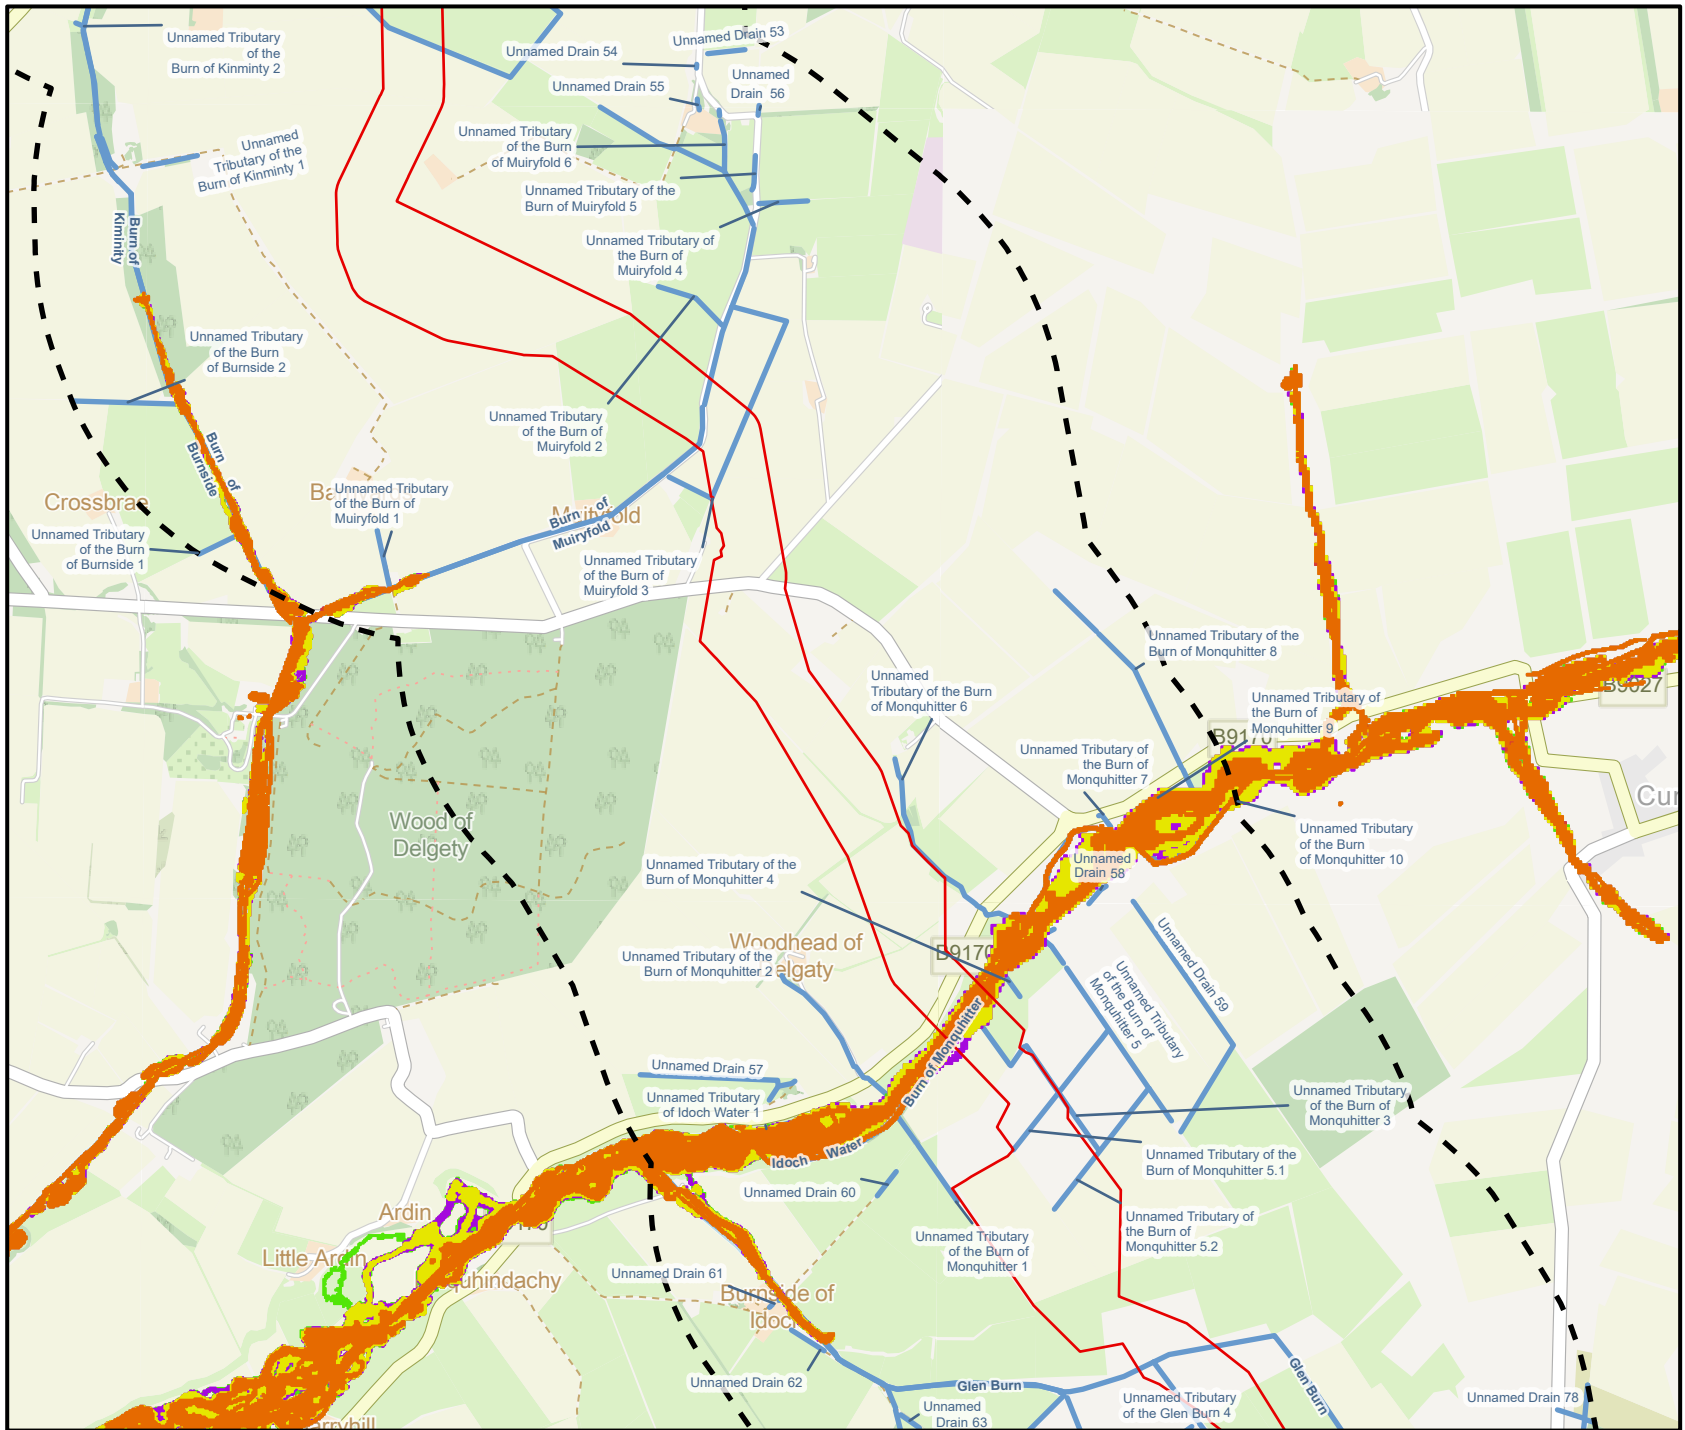 Unnamed Tributary
of the
Burn of Kinminty 2
Unnamed Drain 53
Unnamed Drain 54
Unnamed
Drain 56
Unnamed Drain 55
Unnamed Tributary
of the Burn
of Muiryfold 6
Unnamed
Tributary of the
Burn of Kinminty 1
Unnamed Tributary of the
Burn of Muiryfold 5
Burn of
Kiminity
Unnamed Tributary of
the Burn of
Muiryfold 4
Unnamed Tributary
of the Burn
of Burnside 2
Unnamed Tributary
of the Burn of
Muiryfold 2
Burn of
Burnside
Crossbrae
Ba
Unnamed Tributary
of the Burn of
Muiryfold 1
Muiryfold
Burn of
Muiryfold
Unnamed Tributary
of the Burn
of Burnside 1
Unnamed Tributary
of the Burn of
Muiryfold 3
Unnamed Tributary of the
Burn of Monquhitter 8
Unnamed
Tributary of the Burn
of Monquhitter 6
B9027
Unnamed Tributary of
the Burn of
Monquhitter 9
B9170
Unnamed Tributary of
the Burn of
Monquhitter 7
Cur
Wood of
Delgety
Unnamed Tributary
of the Burn
of Monquhitter 10
Unnamed
Drain 58
Unnamed Tributary of the
Burn of Monquhitter 4
Woodhead of
elgaty
B9170
Unnamed Tributary of the
Burn of Monquhitter 2
Unnamed Drain 59
Unnamed Tributary
of the Burn of
Monquhitter 5
Burn of Monquhitter
Unnamed Drain 57
Unnamed Tributary
of Idoch Water 1
Unnamed Tributary
of the Burn of
Monquhitter 3
Idoch Water
Unnamed Tributary of the
Burn of Monquhitter 5.1
Unnamed Drain 60
Ardin
Unnamed Tributary of
the Burn of
Monquhitter 5.2
Unnamed Tributary
of the Burn of
Monquhitter 1
Little Ardin
uhindachy
Unnamed Drain 61
Burnside of
Idoch
Unnamed Drain 62
Glen Burn
Glen Burn
Unnamed
Drain 63
Unnamed Tributary
of the Glen Burn 4
Unnamed Drain 78
rryhill